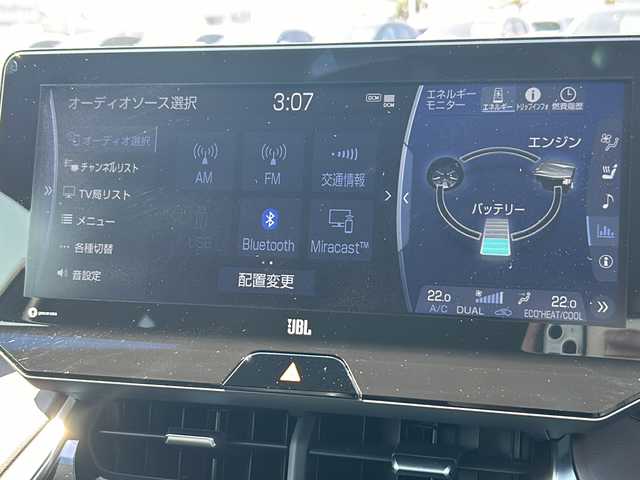 オーディオソース選択
3:07
DCM
DCM
オーディオ選択
チャンネルリスト
TV局リスト
メニュー
各種切替
音設定
AM
FM
交通情報
USB
Bluetooth
Miracast™
配置変更
エネルギー
モニター
エネルギー
トリップインフォ
燃費履歴
エンジン
バッテリー
22.0
22.0
A/C
DUAL
ECO HEAT/COOL
JBL